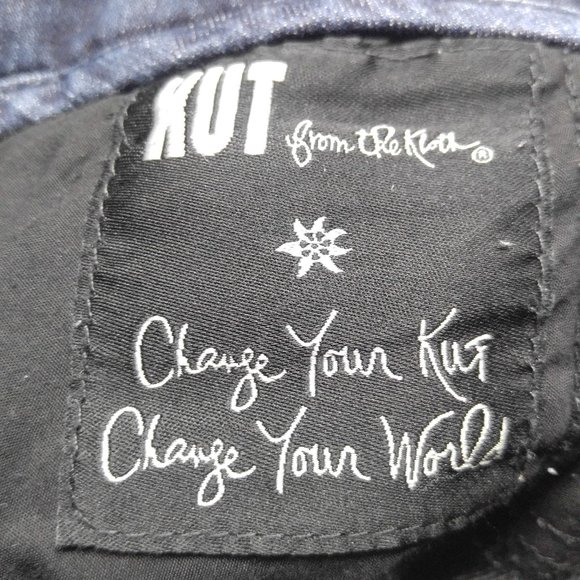 KUT from the Kloth®
Change Your Kut
Change Your World